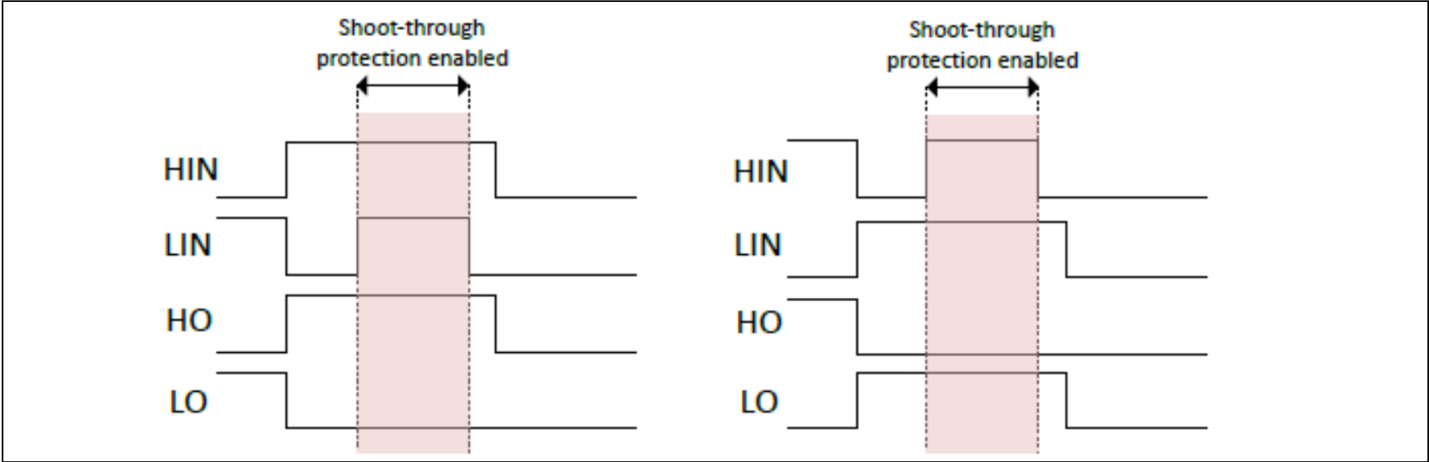 Shoot-through
protection enabled
HIN
LIN
HO
LO
Shoot-through
protection enabled
HIN
LIN
HO
LO